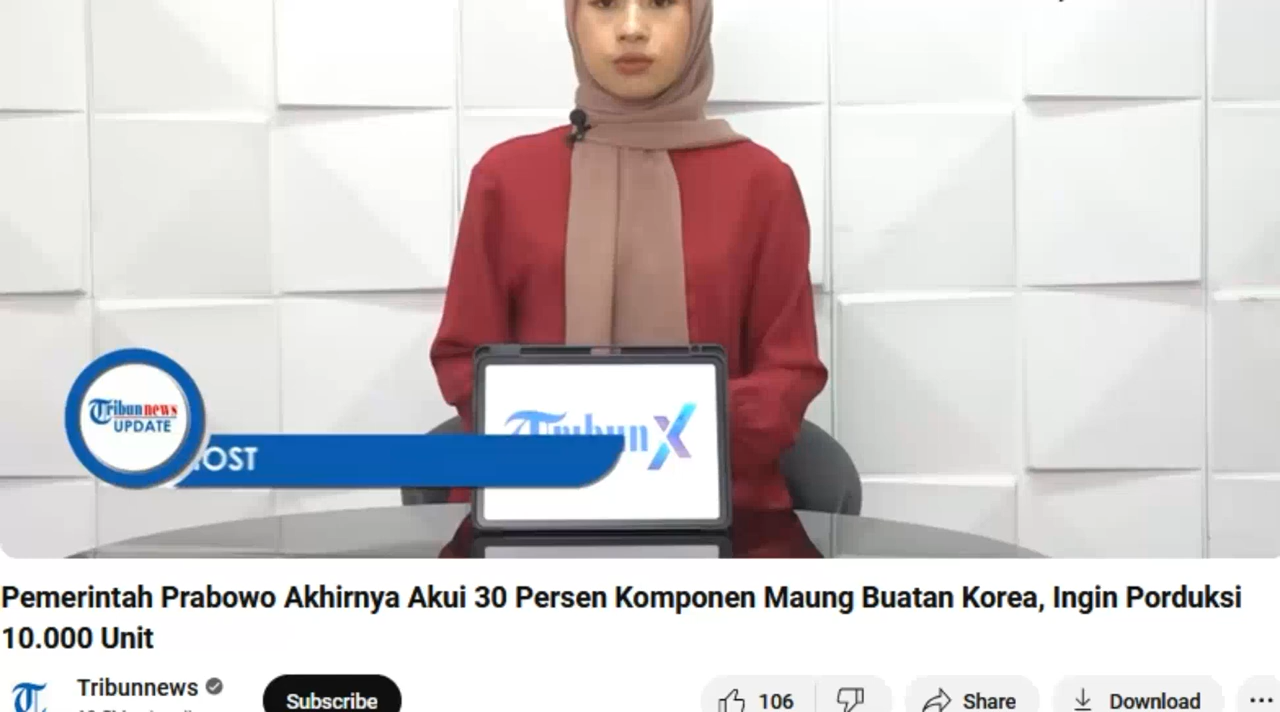 Tribunnews
UPDATE
OST
Tribun X
Pemerintah Prabowo Akhirnya Akui 30 Persen Komponen Maung Buatan Korea, Ingin Porduksi
10.000 Unit
Tribunnews
Subscribe
106
Share
Download